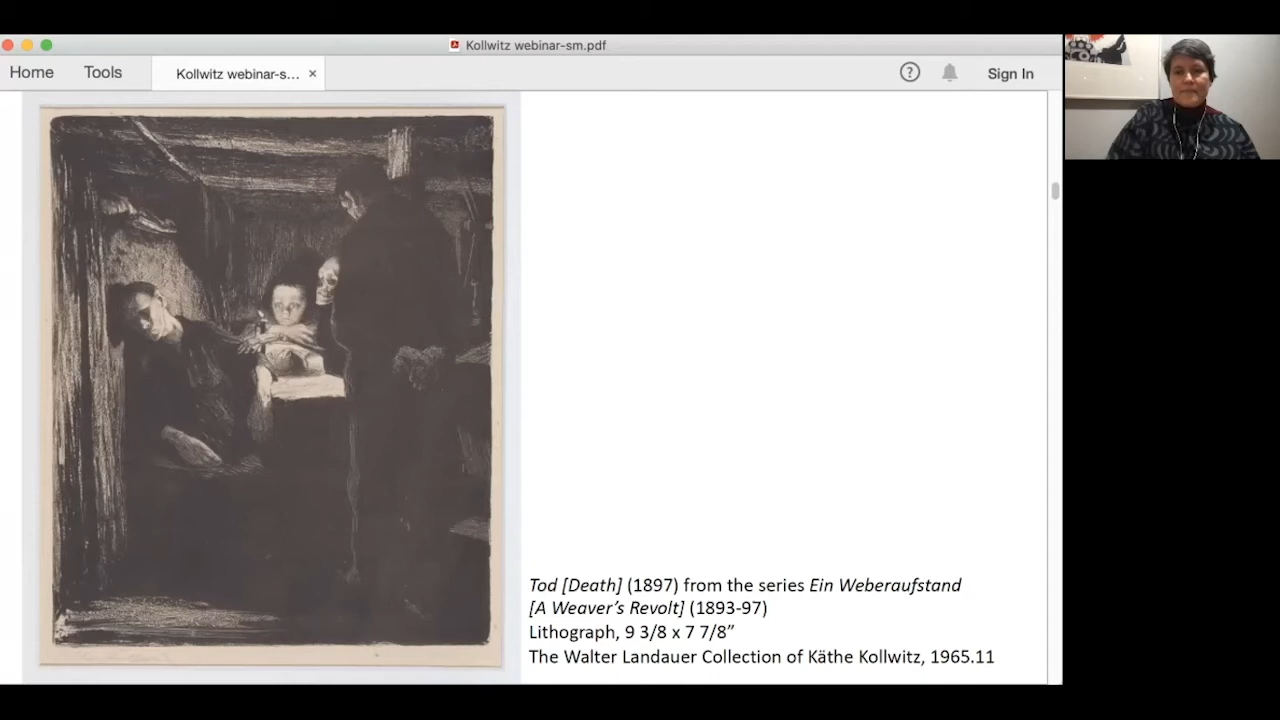 Kollwitz webinar-sm.pdf
Home Tools Kollwitz webinar-s... × ? Sign In
Tod [Death] (1897) from the series Ein Weberaufstand
[A Weaver’s Revolt] (1893-97)
Lithograph, 9 3/8 x 7 7/8”
The Walter Landauer Collection of Käthe Kollwitz, 1965.11